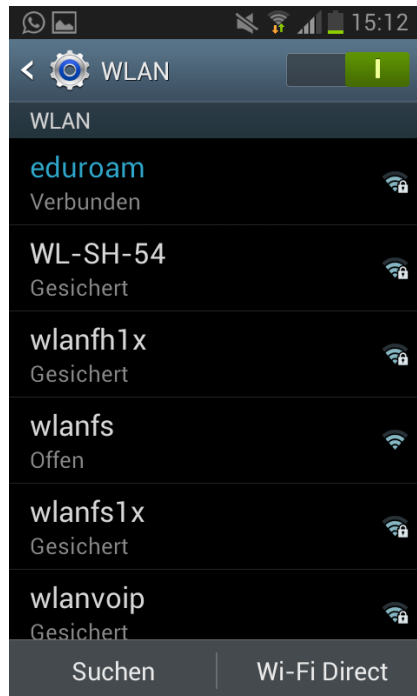 15:12
WLAN
WLAN
eduroam
Verbunden
WL-SH-54
Gesichert
wlanfh1x
Gesichert
wlanfs
Offen
wlanfs1x
Gesichert
wlanvoip
Gesichert
Suchen Wi-Fi Direct